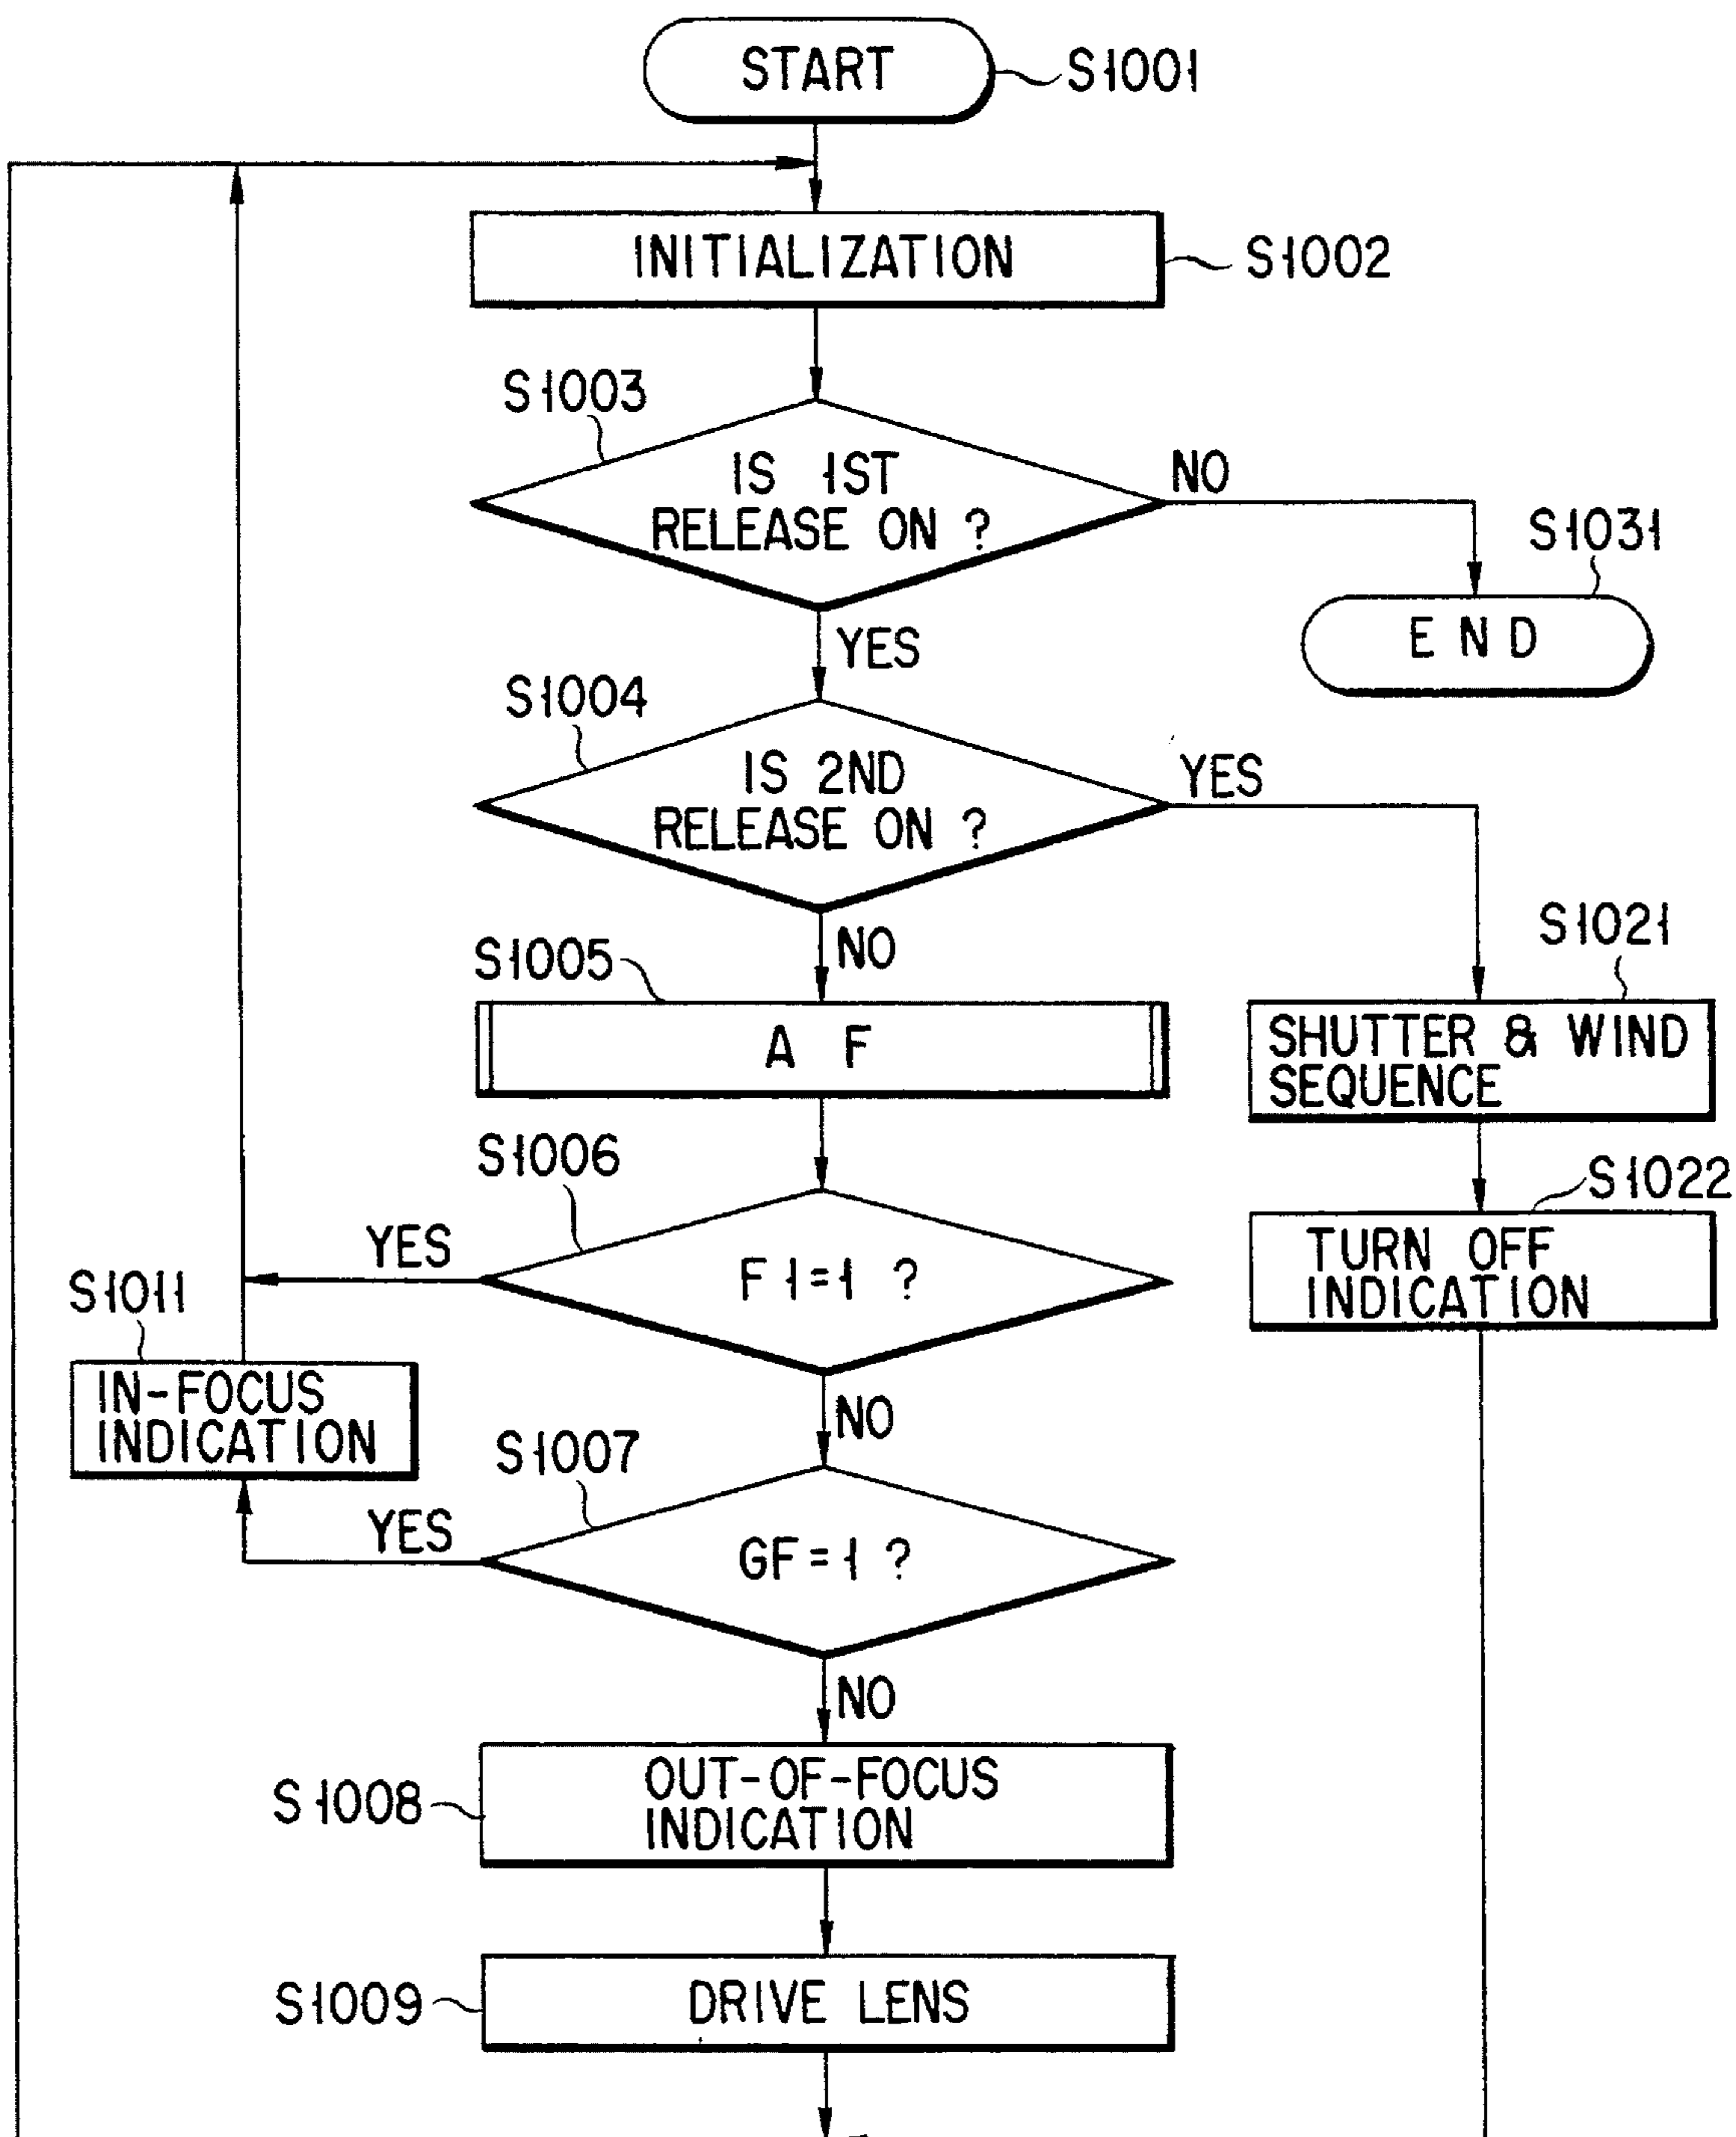 START
S1001
INITIALIZATION
S1002
S1003
IS 1ST
RELEASE ON ?
NO
S1031
END
YES
S1004
IS 2ND
RELEASE ON ?
YES
NO
S1021
SHUTTER & WIND
SEQUENCE
S1005
A F
S1006
S1022
TURN OFF
INDICATION
YES
F1=1 ?
S1011
IN-FOCUS
INDICATION
NO
S1007
YES
GF=1 ?
NO
S1008
OUT-OF-FOCUS
INDICATION
S1009
DRIVE LENS